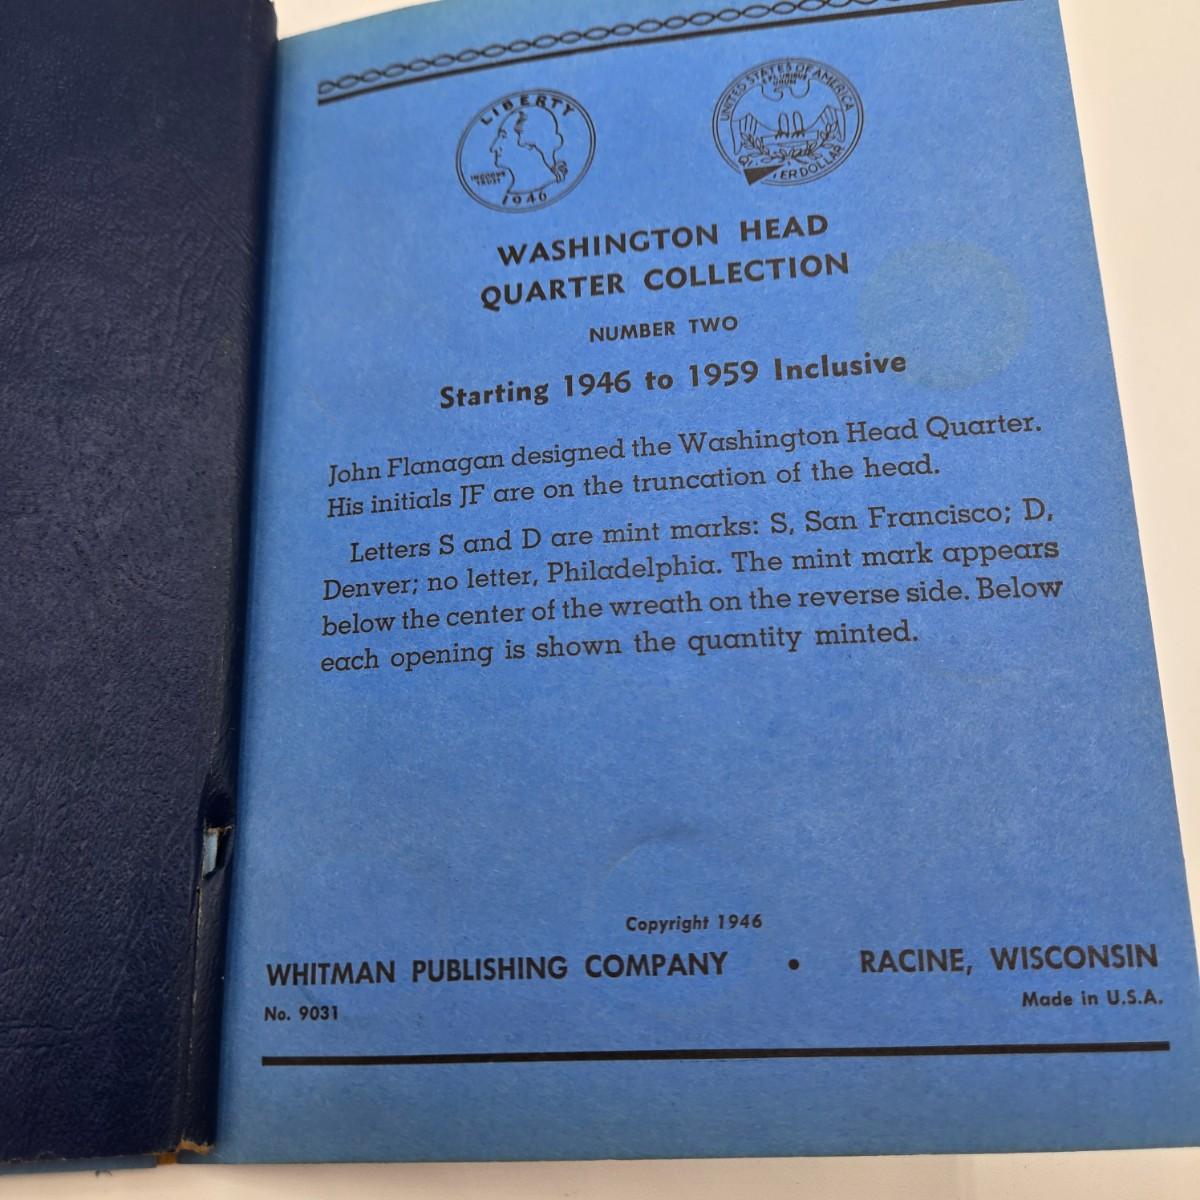 LIBERTY
IN GOD WE
TRUST
1946
UNITED STATES OF AMERICA
E PLURIBUS
UNUM
ER DOLLAR
WASHINGTON HEAD
QUARTER COLLECTION
NUMBER TWO
Starting 1946 to 1959 Inclusive
John Flanagan designed the Washington Head Quarter.
His initials JF are on the truncation of the head.
Letters S and D are mint marks: S, San Francisco; D,
Denver; no letter, Philadelphia. The mint mark appears
below the center of the wreath on the reverse side. Below
each opening is shown the quantity minted.
Copyright 1946
WHITMAN PUBLISHING COMPANY • RACINE, WISCONSIN
No. 9031
Made in U.S.A.